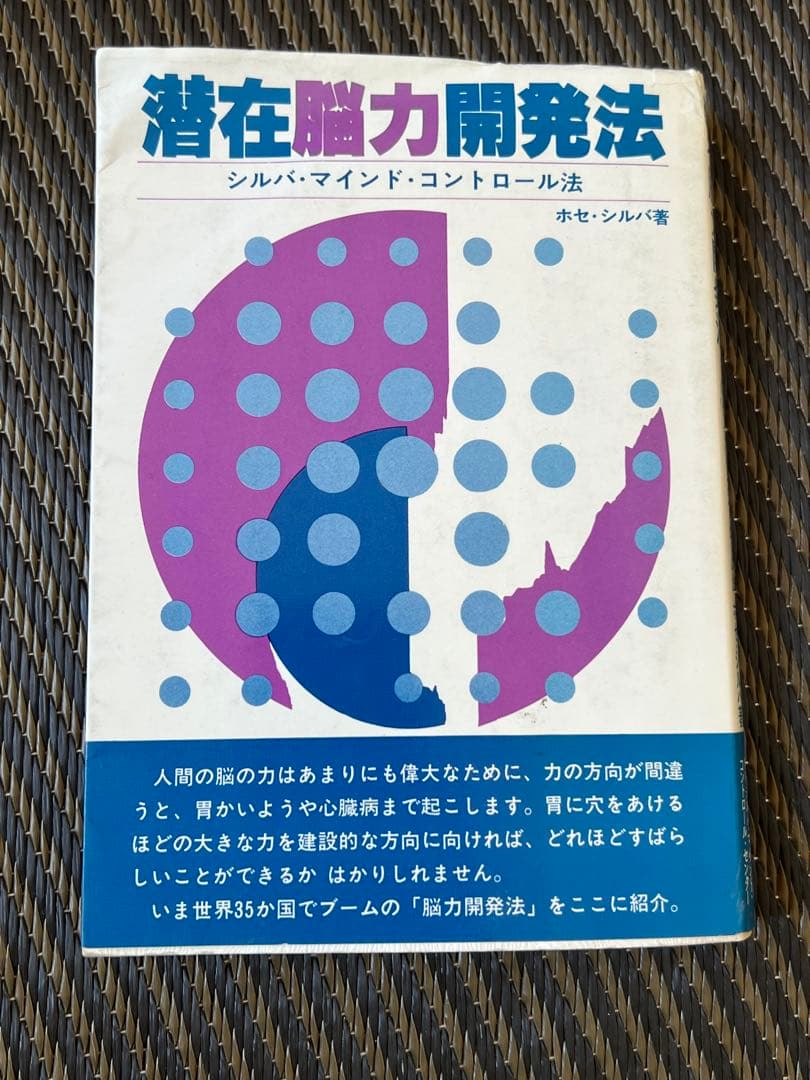 潜在脳力開発法
シルバ・マインド・コントロール法
ホセ・シルバ著
人間の脳の力はあまりにも偉大なために、力の方向が間違
うと、胃かいようや心臓病まで起こします。胃に穴をあける
ほどの大きな力を建設的な方向に向ければ、どれほどすばら
しいことができるか はかりしれません。
いま世界35か国でブームの「脳力開発法」をここに紹介。